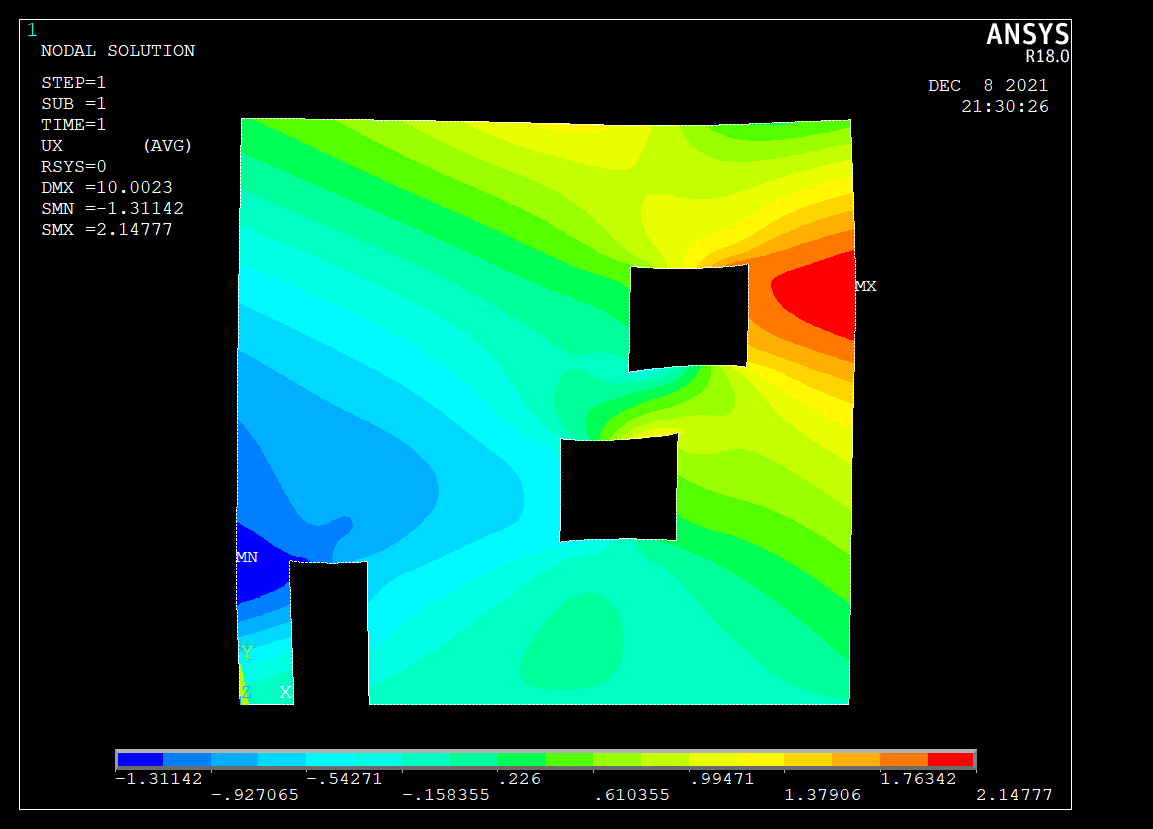 1
ANSYS
R18.0
NODAL SOLUTION
STEP=1
SUB =1
TIME=1
UX (AVG)
RSYS=0
DMX =10.0023
SMN =-1.31142
SMX =2.14777
DEC 8 2021
21:30:26
MX
MN
Y
Z X
-1.31142 -.54271 .226 .99471 1.76342
-.927065 -.158355 .610355 1.37906 2.14777